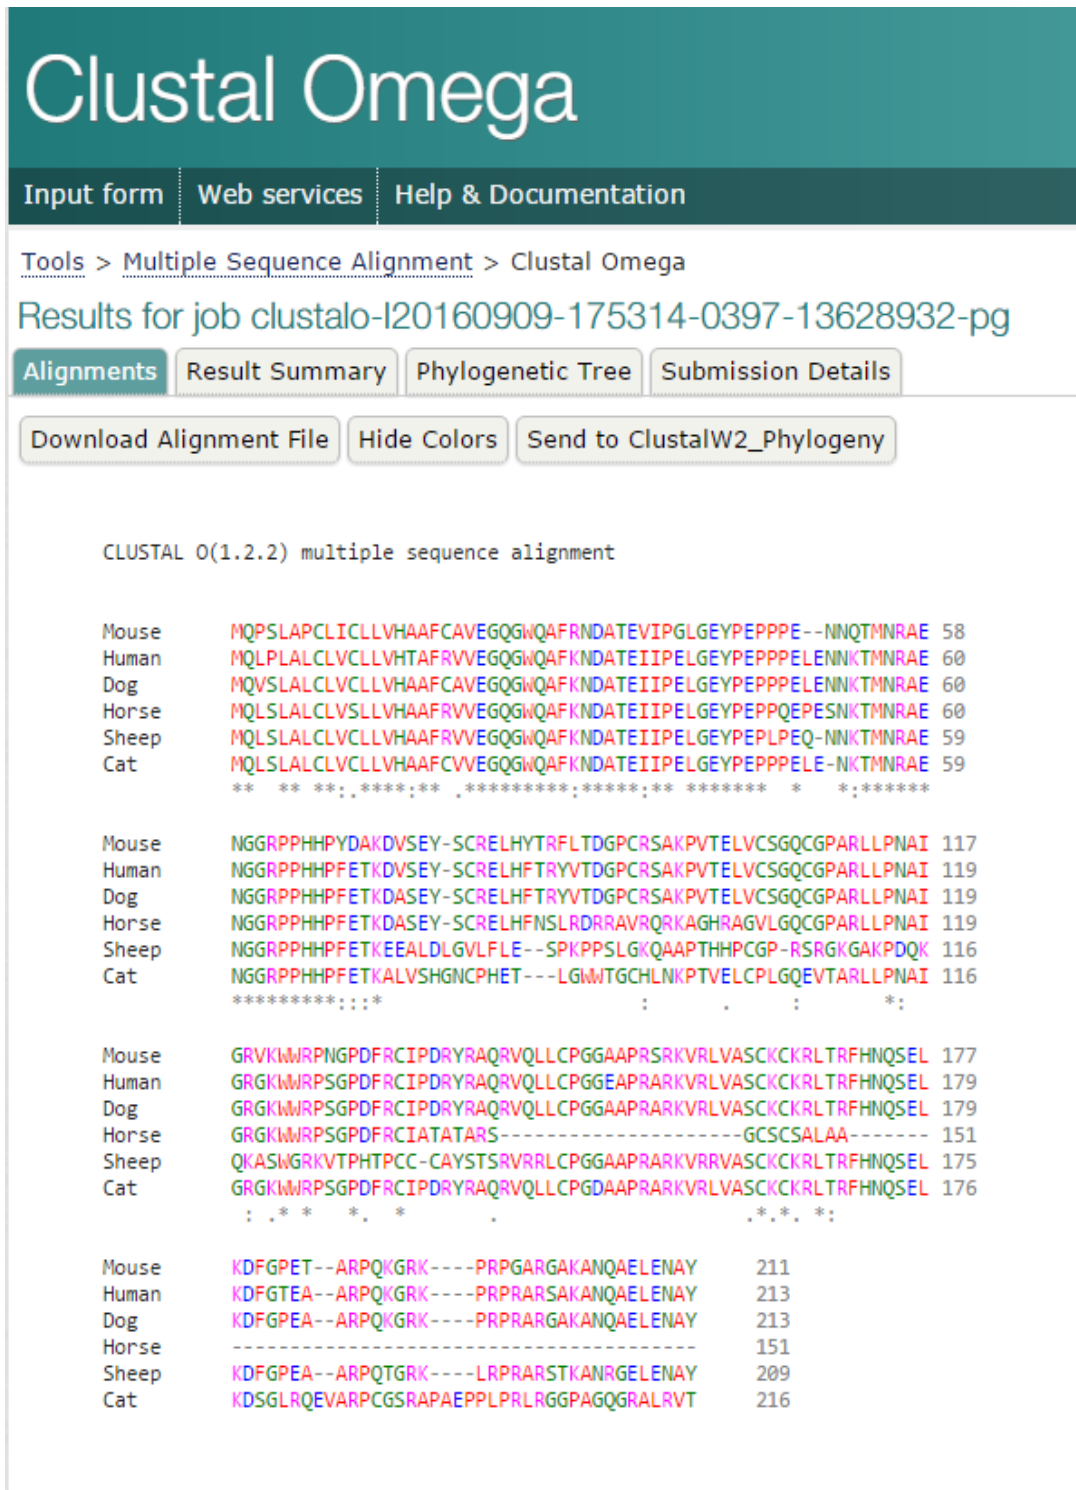 Clustal Omega
Input form Web services Help & Documentation
Tools > Multiple Sequence Alignment > Clustal Omega
Results for job clustalo-I20160909-175314-0397-13628932-pg
Alignments Result Summary Phylogenetic Tree Submission Details
Download Alignment File Hide Colors Send to ClustalW2_Phylogeny
CLUSTAL O(1.2.2) multiple sequence alignment
Mouse MQPSLAPCLICLLVHAAFCAVEGQGWQAFRNDATEVIPGLGEYPEPPPE--NNQTMNRAE 58
Human MQLPLALCLVCLLVHTAFRVVEGQGWQAFKNDATEIIPELGEYPEPPPELENNKTMNRAE 60
Dog MQVSLALCLVCLLVHAAFCAVEGQGWQAFKNDATEIIPELGEYPEPPPELENNKTMNRAE 60
Horse MQLSLALCLVSLLVHAAFRVVEGQGWQAFKNDATEIIPELGEYPEPPQEPESNKTMNRAE 60
Sheep MQLSLALCLVCLLVHAAFRVVEGQGWQAFKNDATEIIPELGEYPEPLPEQ-NNKTMNRAE 59
Cat MQLSLALCLVCLLVHAAFCVVEGQGWQAFKNDATEIIPELGEYPEPPPELE-NKTMNRAE 59
**  ** **:.****:** .*********:*****:** *******  *   *:******
Mouse NGGRPPHHPYDAKDVSEY-SCRELHYTRFLTDGPCRSAKPVTELVCSGQCGPARLLPNAI 117
Human NGGRPPHHPFETKDVSEY-SCRELHFTRYVTDGPCRSAKPVTELVCSGQCGPARLLPNAI 119
Dog NGGRPPHHPFETKDASEY-SCRELHFTRYVTDGPCRSAKPVTELVCSGQCGPARLLPNAI 119
Horse NGGRPPHHPFETKDASEY-SCRELHFNSLRDRRAVRQRKAGHRAGVLGQCGPARLLPNAI 119
Sheep NGGRPPHHPFETKEEALDLGVLFLE--SPKPPSLGKQAAPTHHPCGP-RSRGKGAKPDQK 116
Cat NGGRPPHHPFETKALVSHGNCPHET---LGWWTGCHLNKPTVELCPLGQEVTARLLPNAI 116
*********:::*                        :       .      :        *:
Mouse GRVKWWRPNGPDFRCIPDRYRAQRVQLLCPGGAAPRSRKVRLVASCKCKRLTRFHNQSEL 177
Human GRGKWWRPSGPDFRCIPDRYRAQRVQLLCPGGEAPRARKVRLVASCKCKRLTRFHNQSEL 179
Dog GRGKWWRPSGPDFRCIPDRYRAQRVQLLCPGGAAPRARKVRLVASCKCKRLTRFHNQSEL 179
Horse GRGKWWRPSGPDFRCIATATARS-----------------------GCSCSALAA------- 151
Sheep QKASWGRKVTPHTPCC-CAYSTSRVRRLCPGGAAPRARKVRRVASCKCKRLTRFHNQSEL 175
Cat GRGKWWRPSGPDFRCIPDRYRAQRVQLLCPGDAAPRARKVRLVASCKCKRLTRFHNQSEL 176
: .* *   *.  *        .                        .*.*. *:
Mouse KDFGPET--ARPQKGRK----PRPGARGAKANQAELENAY 211
Human KDFGTEA--ARPQKGRK----PRPRARSAKANQAELENAY 213
Dog KDFGPEA--ARPQKGRK----PRPRARGAKANQAELENAY 213
Horse ---------------------------------------- 151
Sheep KDFGPEA--ARPQTGRK----LRPRARSTKANRGELENAY 209
Cat KDSGLRQEVARPCGSRAPAEPPLPRLRGGPAGQGRALRVT 216